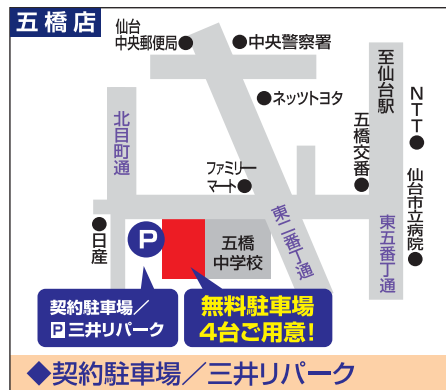 五橋店
仙台
中央郵便局
中央警察署
ネッツトヨタ
至仙台駅
NTT
北目町通
五橋交番
ファミリー
マート
仙台市立病院
東二番丁通
東五番丁通
日産
P
五橋
中学校
契約駐車場/
P三井リパーク
無料駐車場
4台ご用意!
◆契約駐車場/三井リパーク